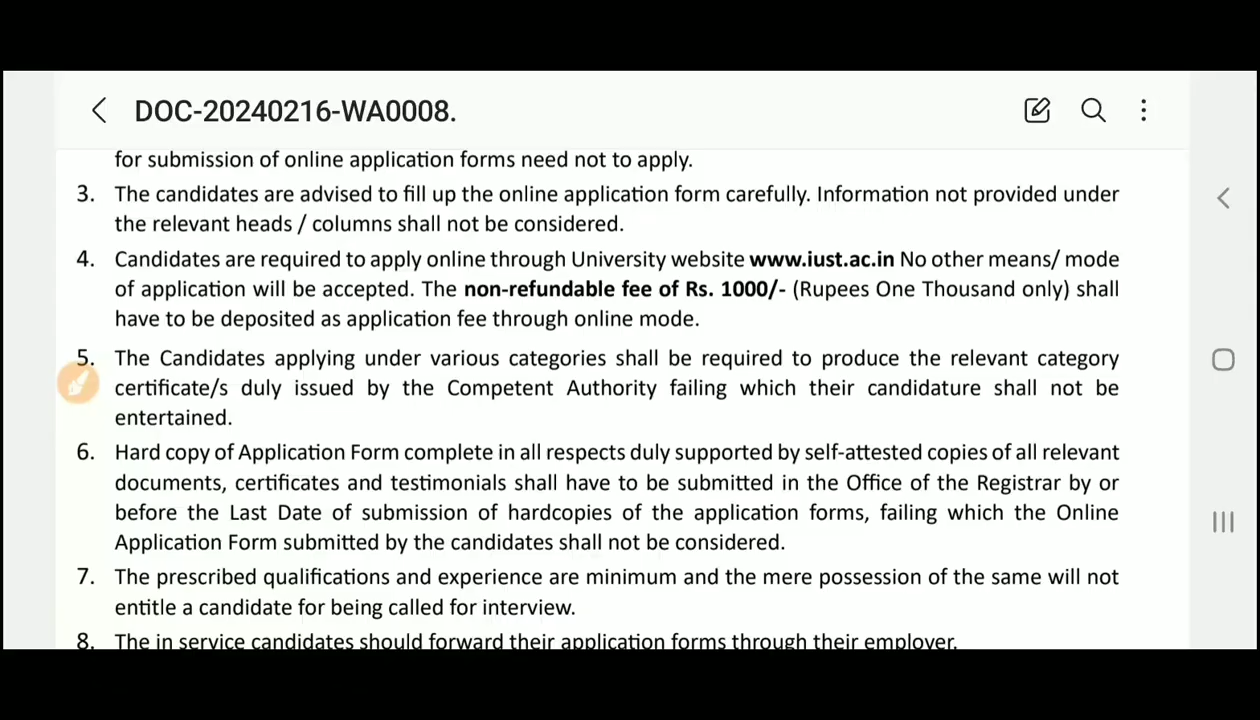 DOC-20240216-WA0008.
for submission of online application forms need not to apply.
3. The candidates are advised to fill up the online application form carefully. Information not provided under
the relevant heads / columns shall not be considered.
4. Candidates are required to apply online through University website www.iust.ac.in No other means/ mode
of application will be accepted. The non-refundable fee of Rs. 1000/- (Rupees One Thousand only) shall
have to be deposited as application fee through online mode.
5. The Candidates applying under various categories shall be required to produce the relevant category
certificate/s duly issued by the Competent Authority failing which their candidature shall not be
entertained.
6. Hard copy of Application Form complete in all respects duly supported by self-attested copies of all relevant
documents, certificates and testimonials shall have to be submitted in the Office of the Registrar by or
before the Last Date of submission of hardcopies of the application forms, failing which the Online
Application Form submitted by the candidates shall not be considered.
7. The prescribed qualifications and experience are minimum and the mere possession of the same will not
entitle a candidate for being called for interview.
8. The in service candidates should forward their application forms through their employer.